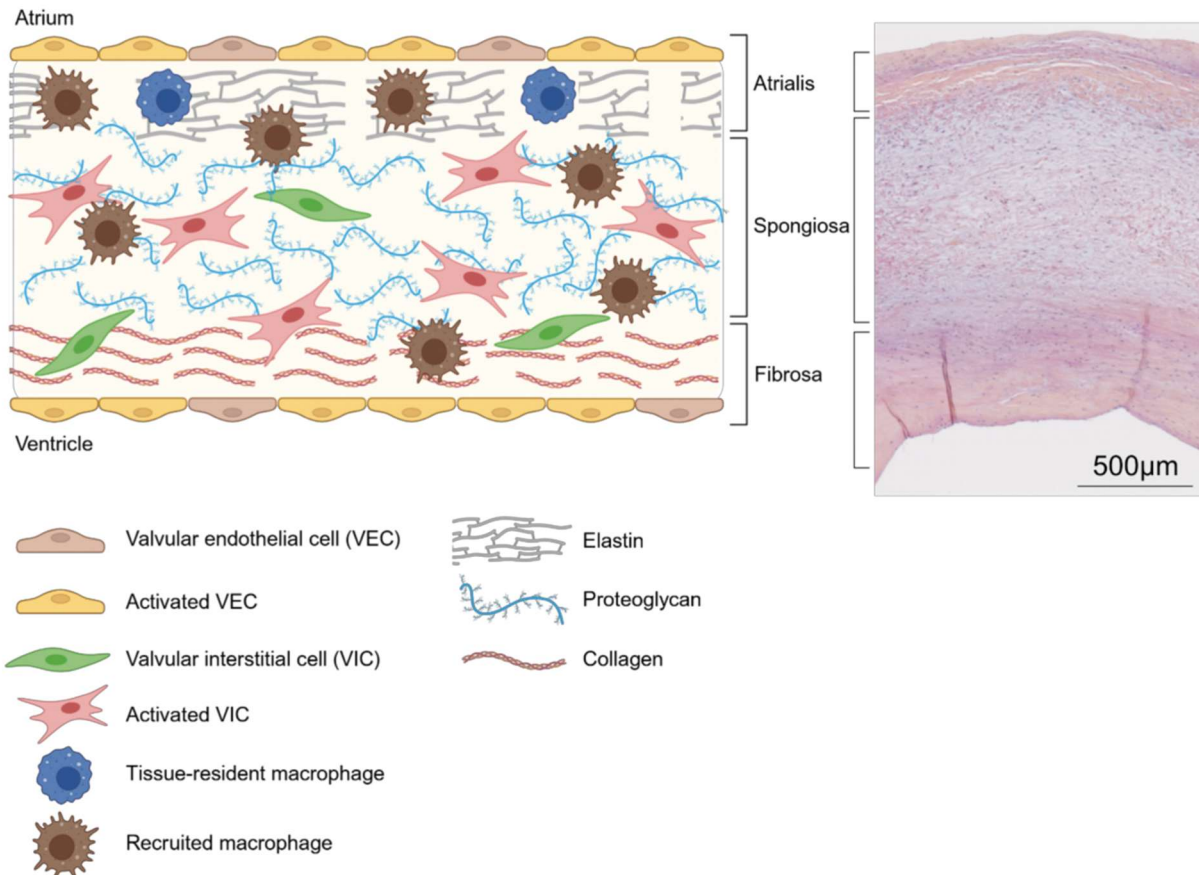 Atrium
Atrialis
Spongiosa
Fibrosa
Ventricle
500µm
Valvular endothelial cell (VEC)
Activated VEC
Valvular interstitial cell (VIC)
Activated VIC
Tissue-resident macrophage
Recruited macrophage
Elastin
Proteoglycan
Collagen